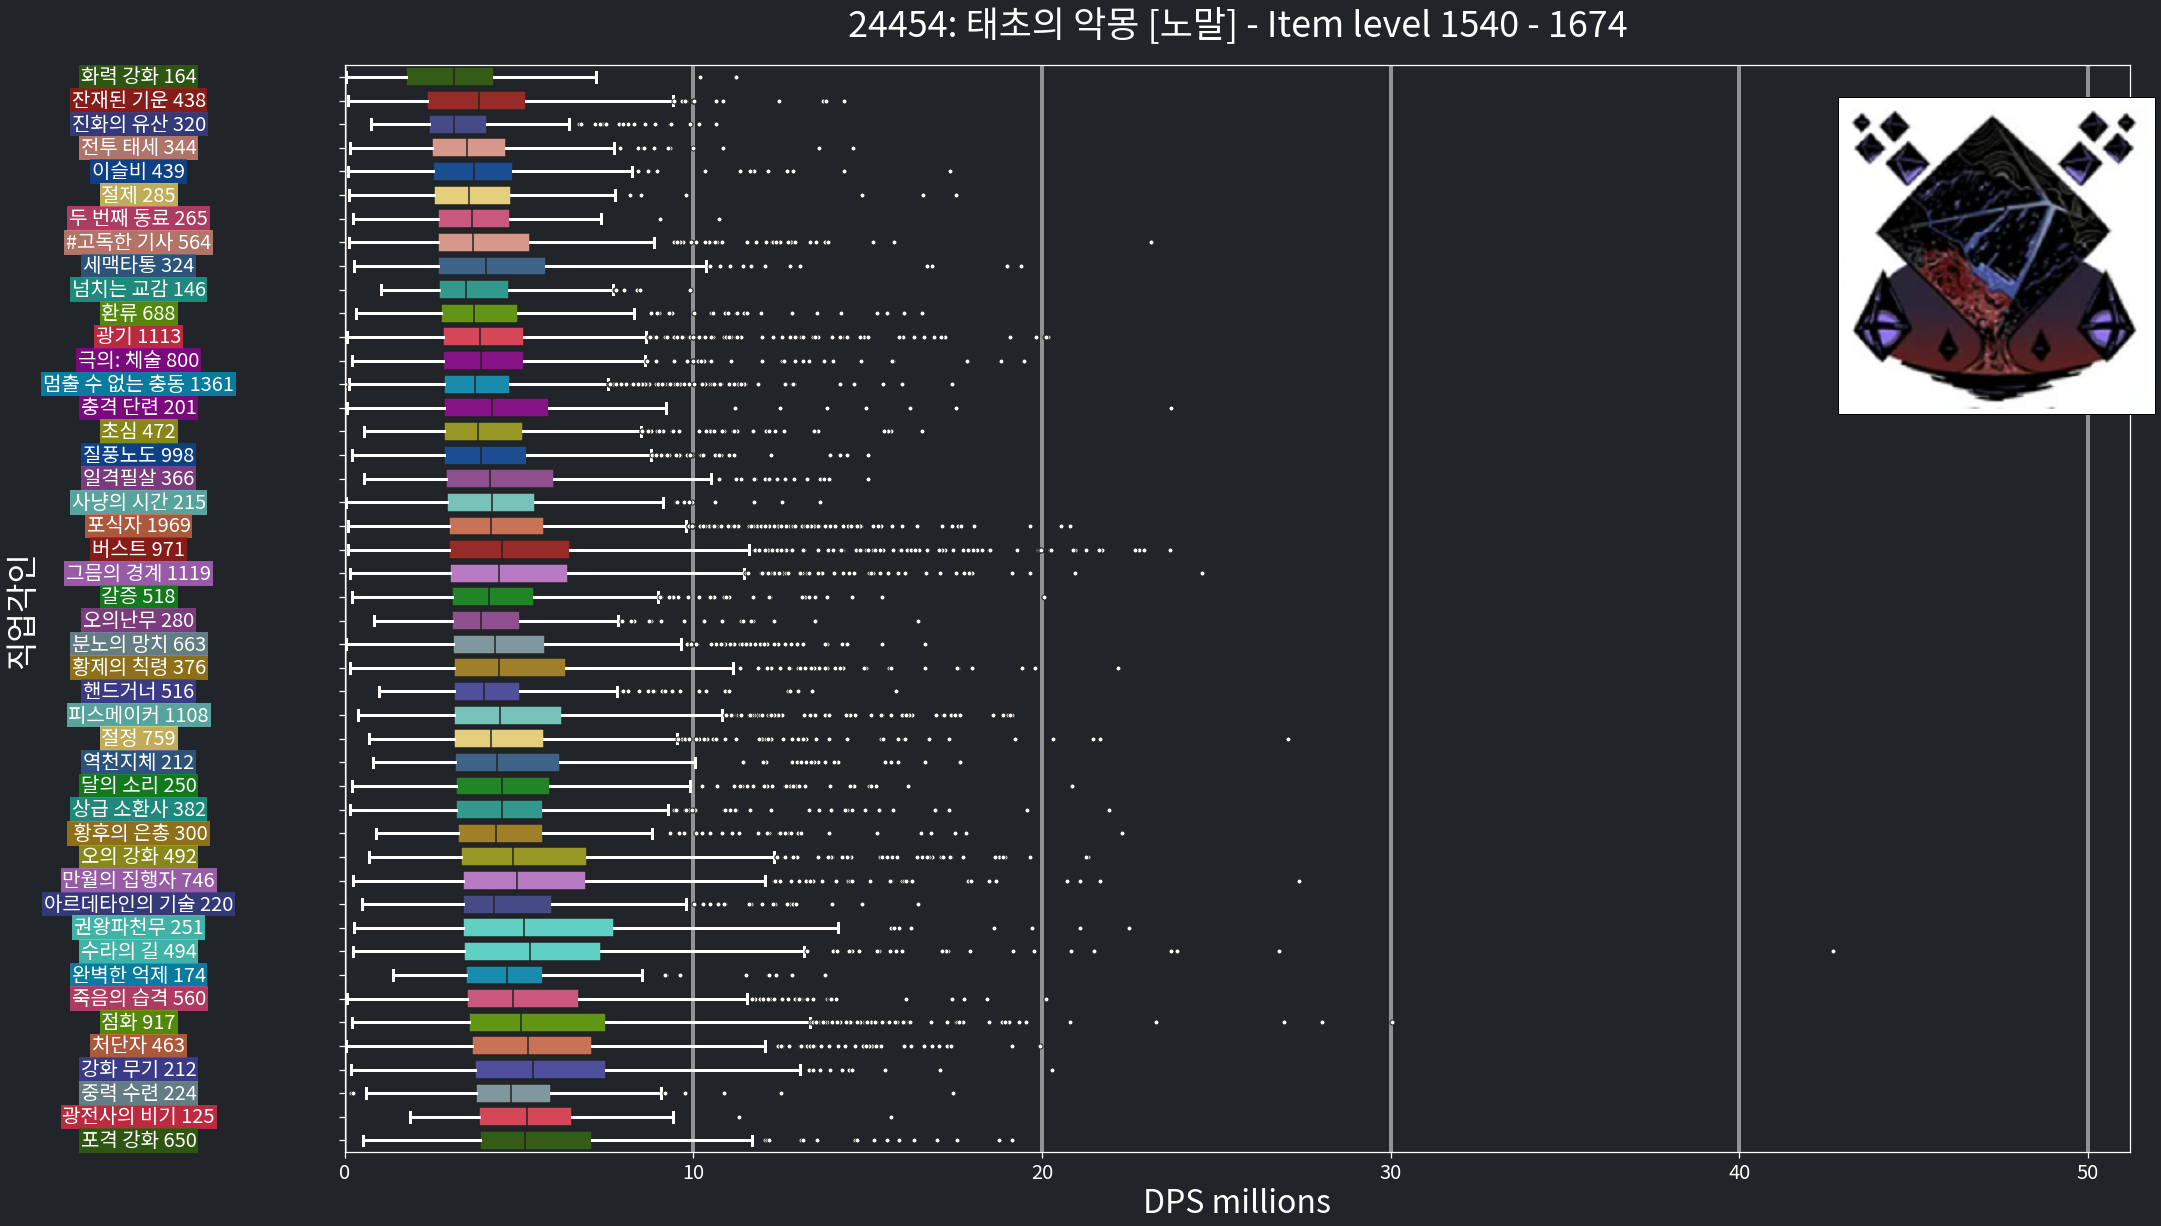 24454: 태초의 악몽 [노말] - Item level 1540 - 1674
직업각인
화력 강화 164
잔재된 기운 438
진화의 유산 320
전투 태세 344
이슬비 439
절제 285
두 번째 동료 265
#고독한 기사 564
세맥타통 324
넘치는 교감 146
환류 688
광기 1113
극의: 체술 800
멈출 수 없는 충동 1361
충격 단련 201
초심 472
질풍노도 998
일격필살 366
사냥의 시간 215
포식자 1969
버스트 971
그믐의 경계 1119
갈증 518
오의난무 280
분노의 망치 663
황제의 칙령 376
핸드거너 516
피스메이커 1108
절정 759
역천지체 212
달의 소리 250
상급 소환사 382
황후의 은총 300
오의 강화 492
만월의 집행자 746
아르데타인의 기술 220
권왕파천무 251
수라의 길 494
완벽한 억제 174
죽음의 습격 560
점화 917
처단자 463
강화 무기 212
중력 수련 224
광전사의 비기 125
포격 강화 650
0 10 20 30 40 50
DPS millions